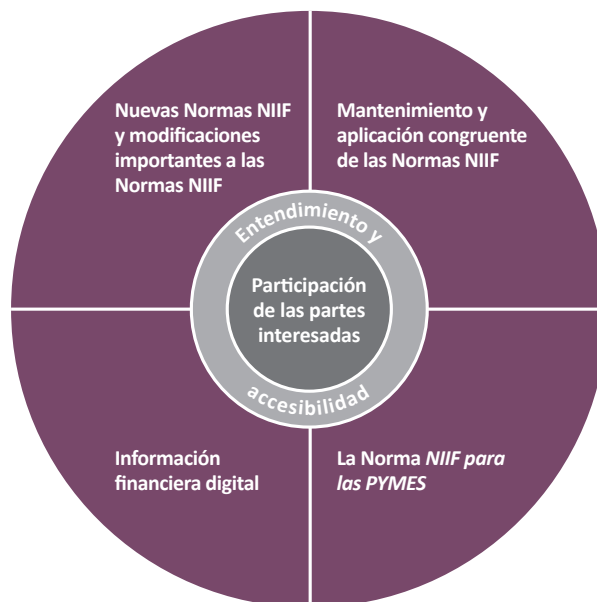 Nuevas Normas NIIF
y modificaciones
importantes a las
Normas NIIF
Mantenimiento y
aplicación congruente
de las Normas NIIF
Entendimiento y
accesibilidad
Participación
de las partes
interesadas
Información
financiera digital
La Norma NIIF para
las PYMES